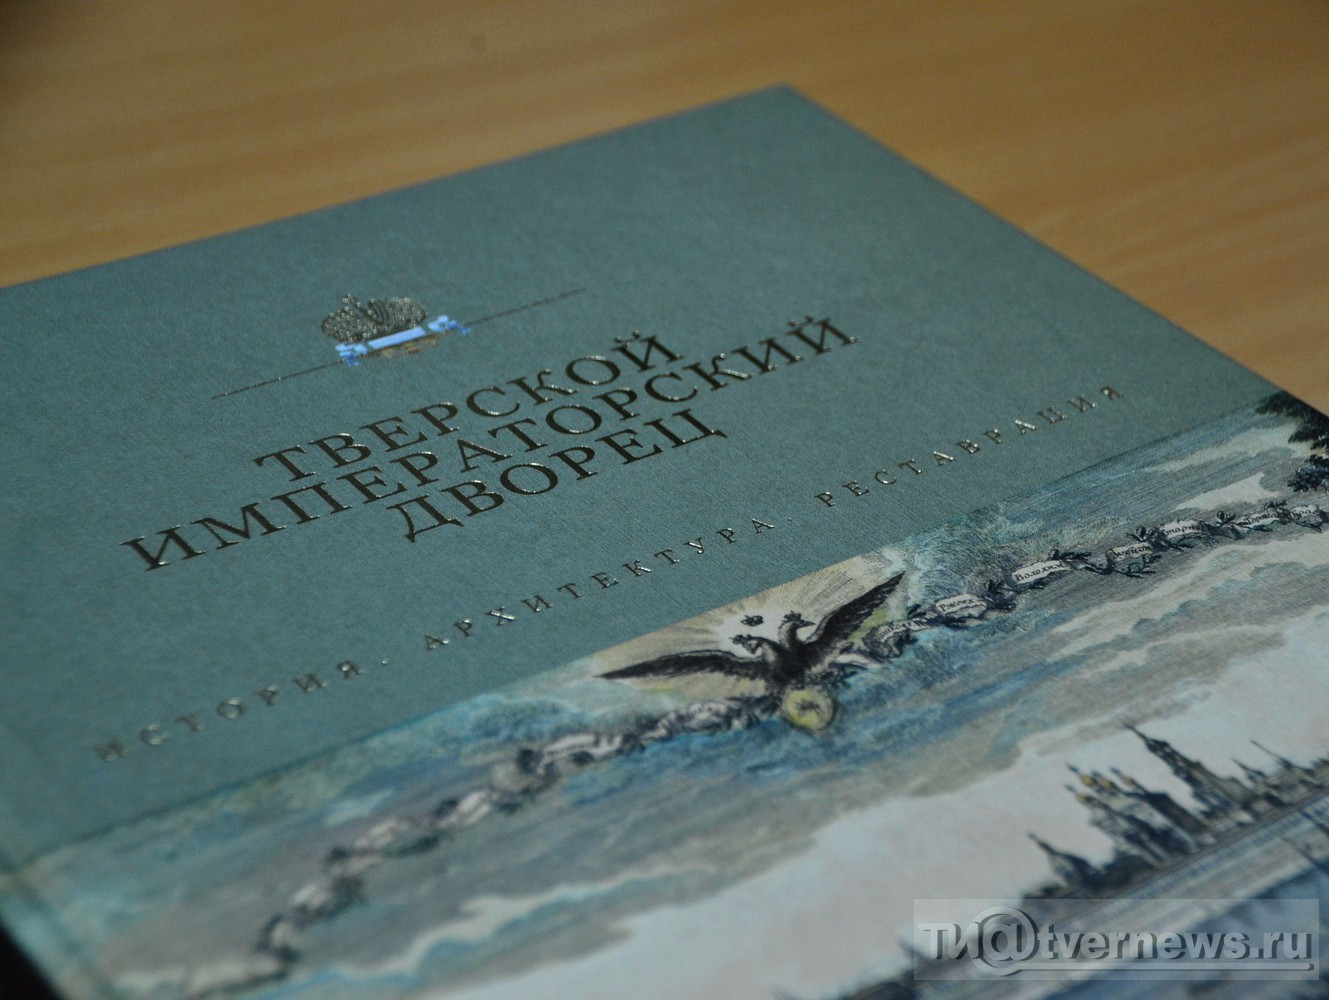 ТВЕРСКОЙ
ИМПЕРАТОРСКИЙ
ДВОРЕЦ
ИСТОРИЯ · АРХИТЕКТУРА · РЕСТАВРАЦИЯ
ТИ@tvernews.ru